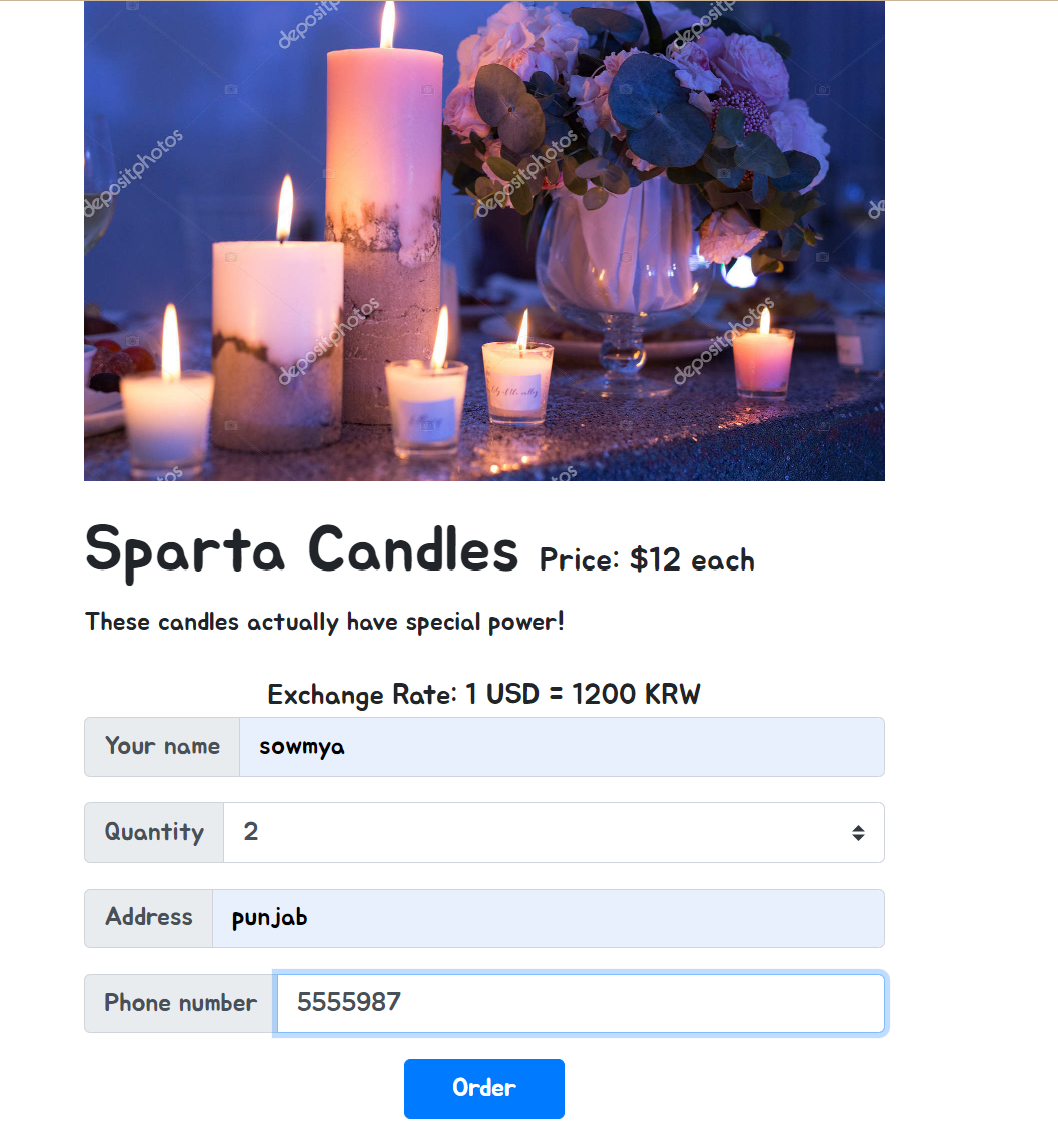 depositphotos
depositphotos
depositphotos
depositphotos
depositphotos
depositphotos
Sparta Candles Price: $12 each
These candles actually have special power!
Exchange Rate: 1 USD = 1200 KRW
Your name sowmya
Quantity 2
Address punjab
Phone number 5555987
Order